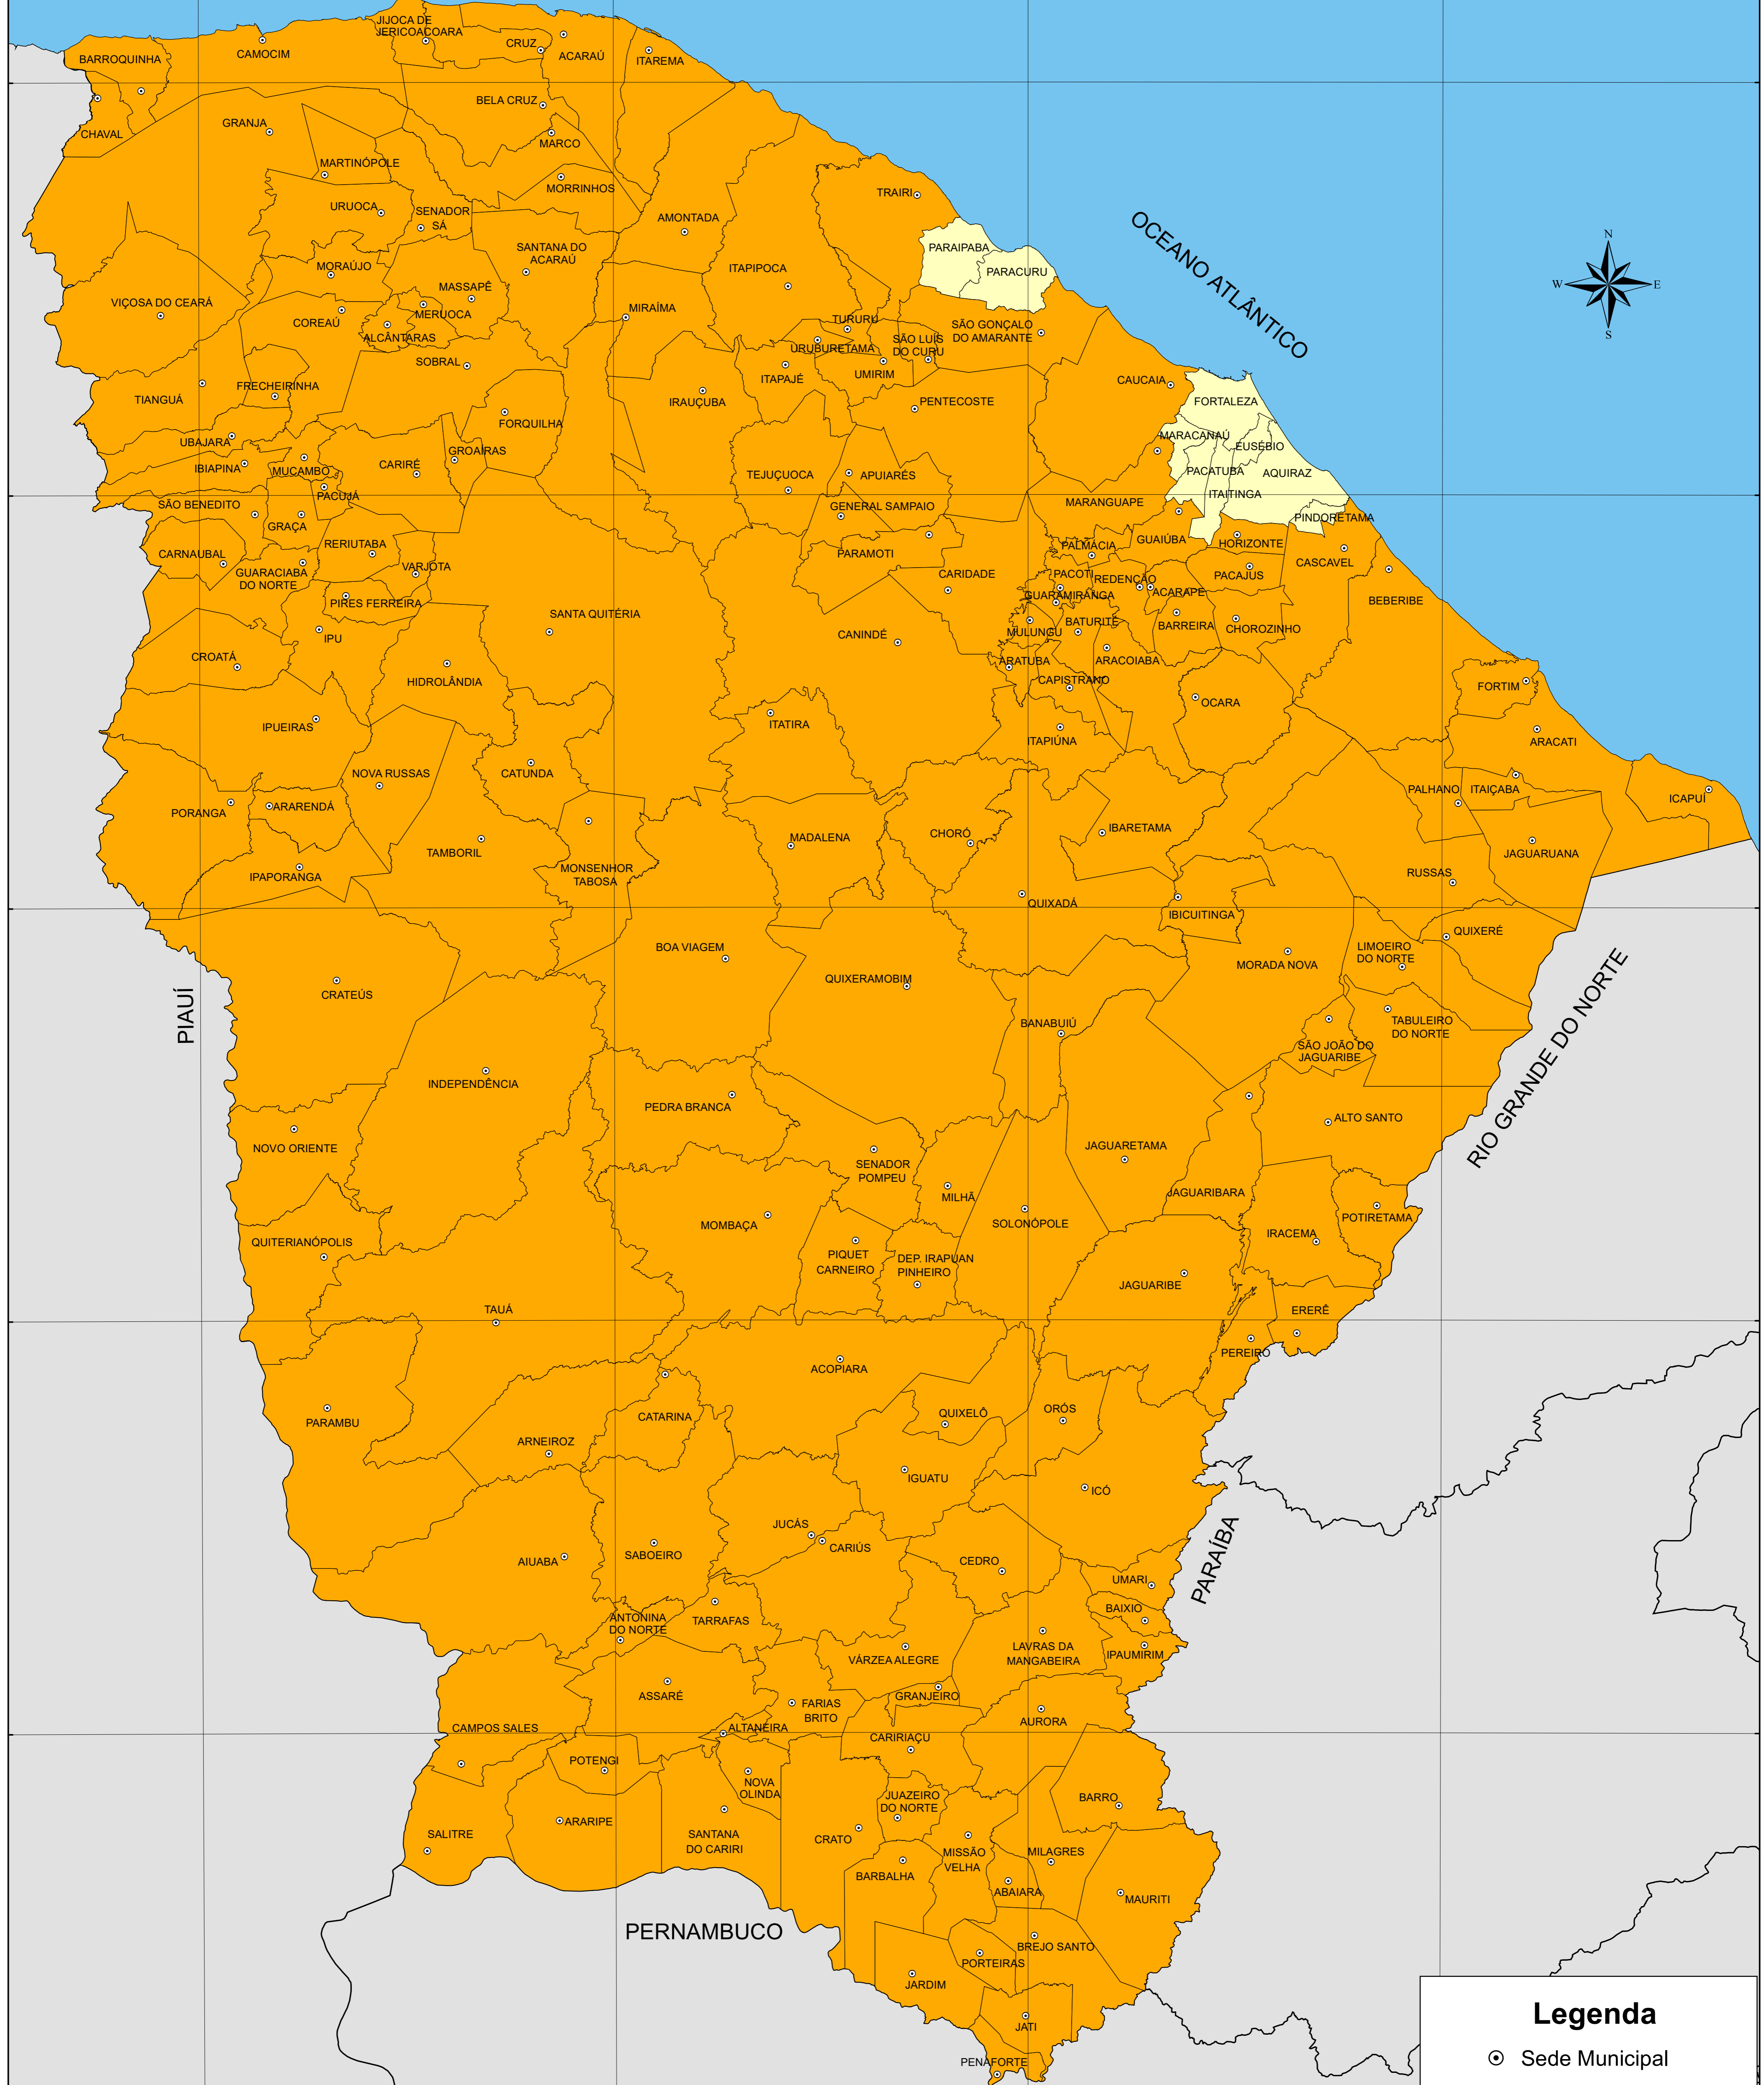 JIJOCA DE
JERICOACOARA
CRUZ
ACARAÚ
ITAREMA
CAMOCIM
BARROQUINHA
CHAVAL
GRANJA
BELA CRUZ
MARCO
MARTINÓPOLE
MORRINHOS
URUOCA
SENADOR
SÁ
AMONTADA
TRAIRI
OCEANO ATLÂNTICO
N
W
E
S
SANTANA DO
ACARAÚ
ITAPIPOCA
PARAIPABA
PARACURU
MORAÚJO
MASSAPÊ
VIÇOSA DO CEARÁ
MERUOCA
MIRAÍMA
COREAÚ
ALCÂNTARAS
TURURU
URUBURETAMA
SÃO LUÍS
DO CURU
SÃO GONÇALO
DO AMARANTE
SOBRAL
ITAPAJÉ
UMIRIM
CAUCAIA
FRECHEIRINHA
TIANGUÁ
IRAUÇUBA
PENTECOSTE
FORTALEZA
FORQUILHA
UBAJARA
MARACANAÚ
EUSÉBIO
IBIAPINA
MUCAMBO
CARIRÉ
GROAÍRAS
TEJUÇUOCA
APUIARÉS
PACATUBA
AQUIRAZ
PACUJÁ
ITAITINGA
SÃO BENEDITO
GRAÇA
GENERAL SAMPAIO
MARANGUAPE
PINDORETAMA
CARNAUBAL
GUARACIABA
DO NORTE
RERIUTABA
VARJOTA
PARAMOTI
PALMÁCIA
GUAIÚBA
HORIZONTE
CASCAVEL
CARIDADE
PACOTI
REDENÇÃO
PACAJUS
PIRES FERREIRA
GUARAMIRANGA
ACARAPE
BEBERIBE
SANTA QUITÉRIA
IPU
CANINDÉ
MULUNGU
BATURITÉ
BARREIRA
CHOROZINHO
CROATÁ
HIDROLÂNDIA
ARATUBA
ARACOIABA
CAPISTRANO
FORTIM
OCARA
IPUEIRAS
ITATIRA
ITAPIÚNA
ARACATI
NOVA RUSSAS
CATUNDA
PALHANO
ITAIÇABA
ICAPUÍ
PORANGA
ARARENDÁ
MADALENA
CHORÓ
IBARETAMA
TAMBORIL
JAGUARUANA
IPAPORANGA
MONSENHOR
TABOSA
RUSSAS
QUIXADÁ
IBICUITINGA
QUIXERÉ
BOA VIAGEM
LIMOEIRO
DO NORTE
MORADA NOVA
QUIXERAMOBIM
CRATEÚS
PIAUÍ
BANABUIÚ
TABULEIRO
DO NORTE
SÃO JOÃO DO
JAGUARIBE
RIO GRANDE DO NORTE
INDEPENDÊNCIA
PEDRA BRANCA
ALTO SANTO
NOVO ORIENTE
JAGUARETAMA
SENADOR
POMPEU
MILHÃ
JAGUARIBARA
MOMBAÇA
SOLONÓPOLE
POTIRETAMA
IRACEMA
QUITERIANÓPOLIS
PIQUET
CARNEIRO
DEP. IRAPUAN
PINHEIRO
JAGUARIBE
TAUÁ
ERERÊ
PEREIRO
ACOPIARA
PARAMBU
CATARINA
QUIXELÔ
ORÓS
ARNEIROZ
IGUATU
ICÓ
JUCÁS
CARIÚS
PARAÍBA
AIUABA
SABOEIRO
CEDRO
UMARI
BAIXIO
ANTONINA
DO NORTE
TARRAFAS
LAVRAS DA
MANGABEIRA
IPAUMIRIM
VÁRZEA ALEGRE
ASSARÉ
GRANJEIRO
FARIAS
BRITO
AURORA
CAMPOS SALES
ALTANEIRA
CARIRIAÇU
POTENGI
NOVA
OLINDA
JUAZEIRO
DO NORTE
BARRO
ARARIPE
SALITRE
SANTANA
DO CARIRI
CRATO
MISSÃO
VELHA
MILAGRES
BARBALHA
ABAIARA
MAURITI
PERNAMBUCO
BREJO SANTO
PORTEIRAS
JARDIM
JATI
PENAFORTE
Legenda
Sede Municipal